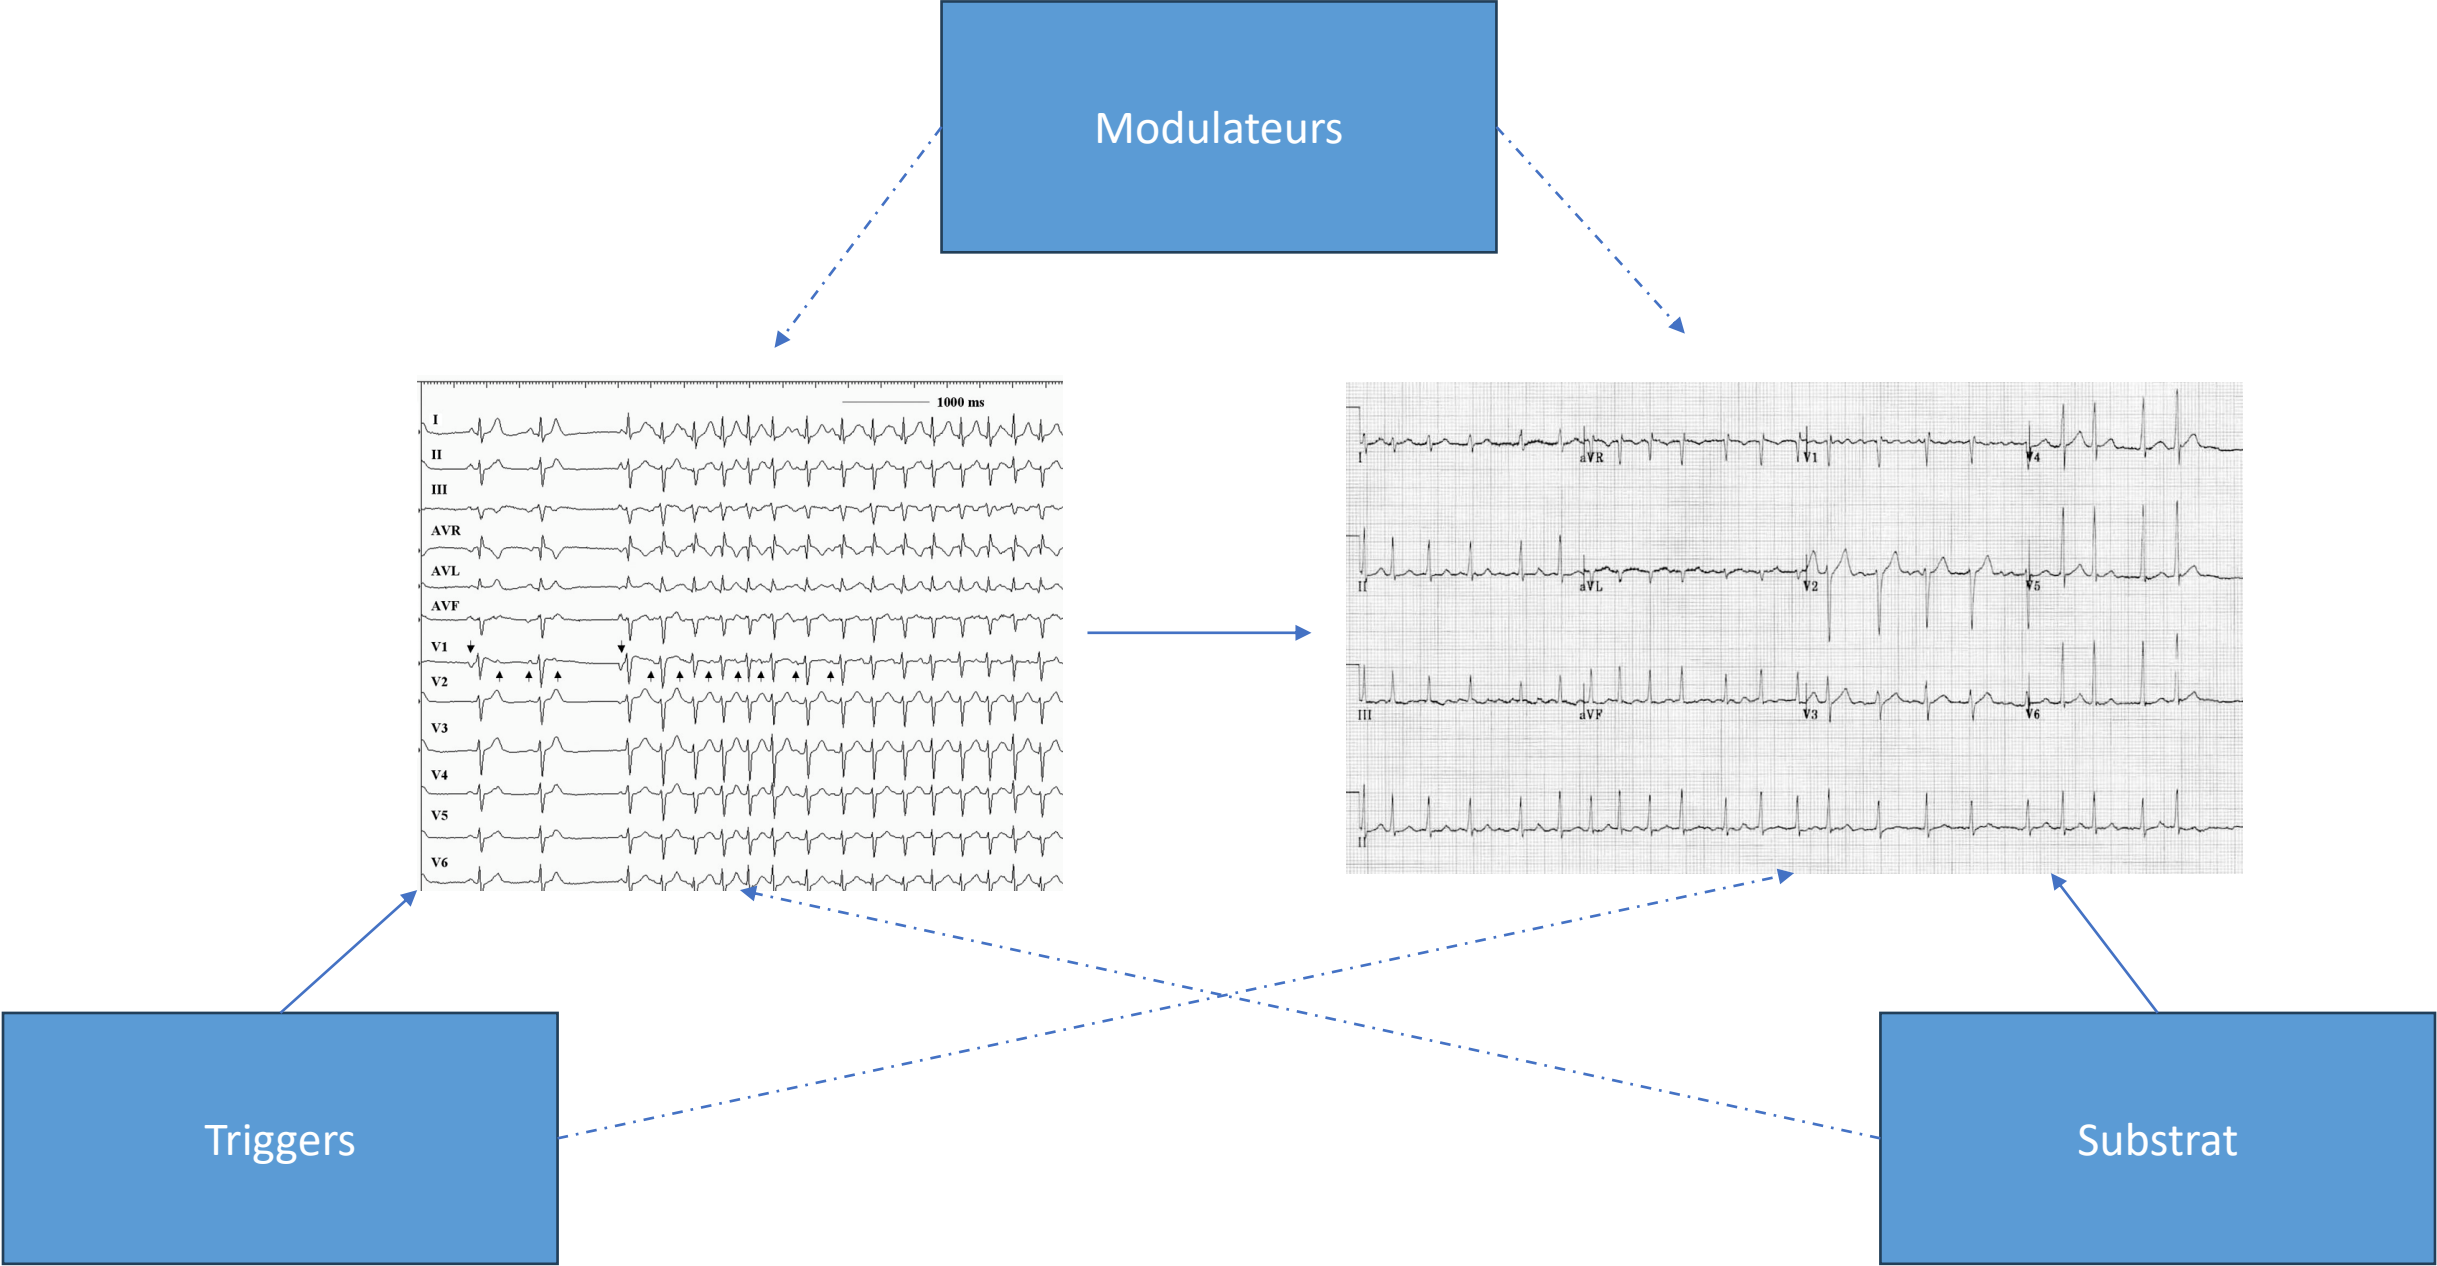 Modulateurs
1000 ms
I
II
III
AVR
AVL
AVF
V1
V2
V3
V4
V5
V6
I aVR V1 V4
II aVL V2 V5
III aVF V3 V6
II
Triggers
Substrat